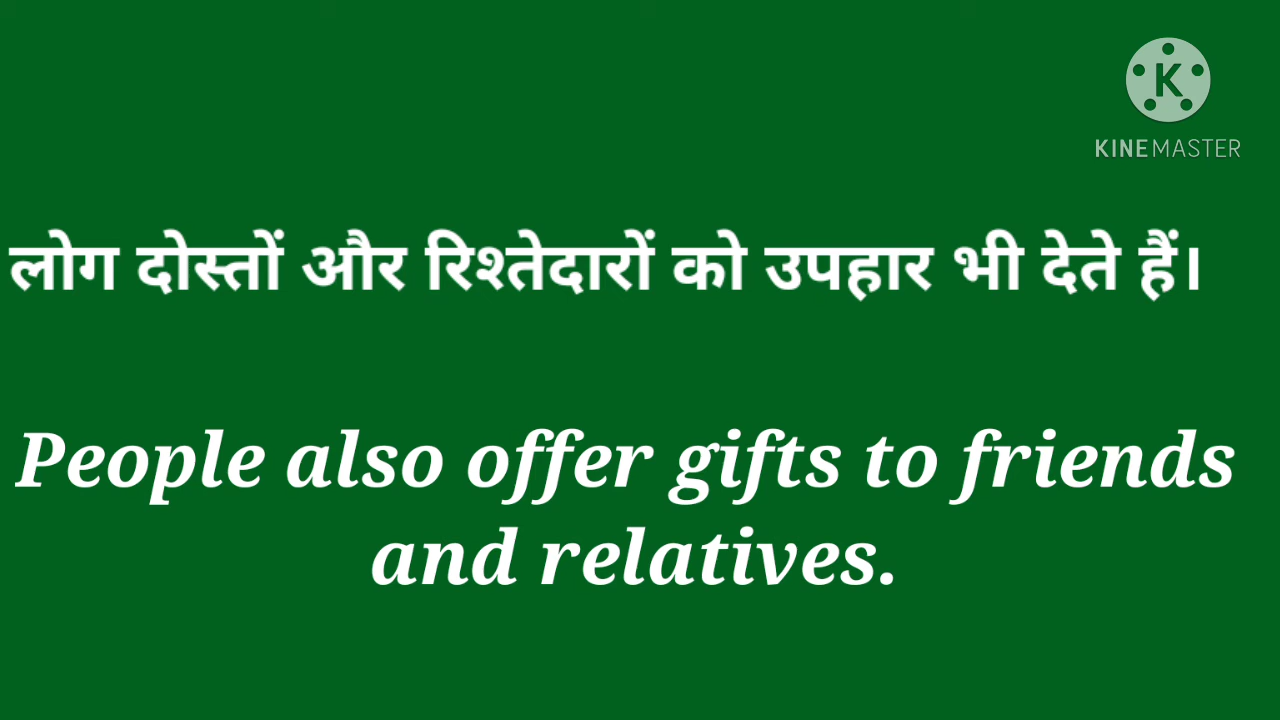 K
KINEMASTER
लोग दोस्तों और रिश्तेदारों को उपहार भी देते हैं।
People also offer gifts to friends
and relatives.